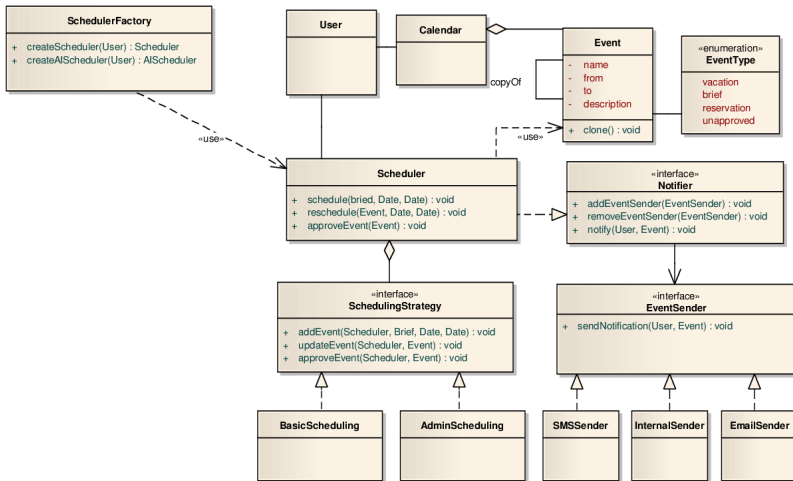 SchedulerFactory
+ createScheduler(User) : Scheduler
+ createAIScheduler(User) : AIScheduler
User
Calendar
Event
- name
- from
- to
- description
+ clone() : void
copyOf
«enumeration»
EventType
vacation
brief
reservation
unapproved
«use»
«use»
Scheduler
+ schedule(bried, Date, Date) : void
+ reschedule(Event, Date, Date) : void
+ approveEvent(Event) : void
«interface»
Notifier
+ addEventSender(EventSender) : void
+ removeEventSender(EventSender) : void
+ notify(User, Event) : void
«interface»
SchedulingStrategy
+ addEvent(Scheduler, Brief, Date, Date) : void
+ updateEvent(Scheduler, Event) : void
+ approveEvent(Scheduler, Event) : void
«interface»
EventSender
+ sendNotification(User, Event) : void
BasicScheduling
AdminScheduling
SMSSender
InternalSender
EmailSender